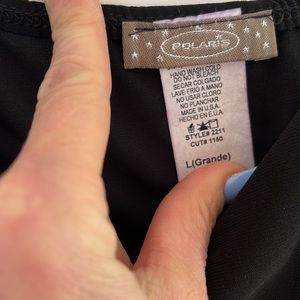 POLARIS
HAND WASH COLD
DO NOT BLEACH
SECAR COLGADO
LAVE FRIO A MANO
NO USAR CLORO
NO PLANCHAR
MADE IN U.S.A.
HECHO EN E.U.A.
STYLE# 2211
CUT# 1150
L(Grande)